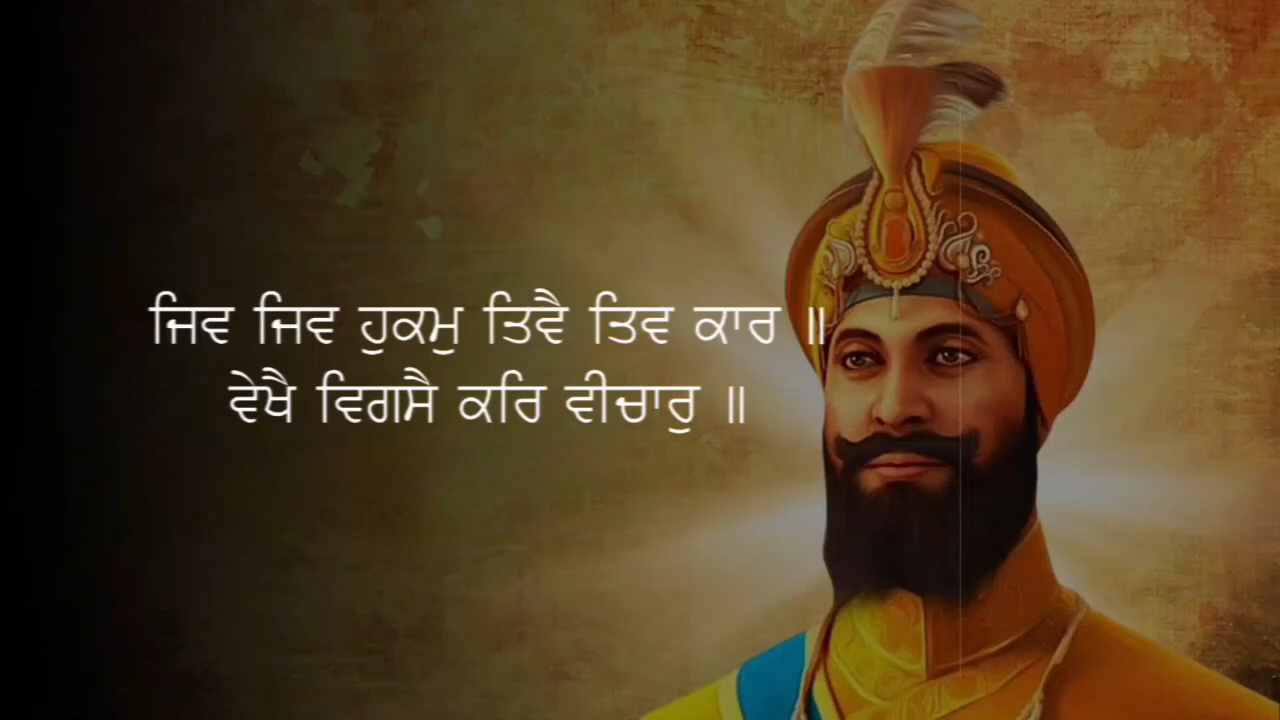 ਜਿਵ ਜਿਵ ਹੁਕਮੁ ਤਿਵੈ ਤਿਵ ਕਾਰ ॥
ਵੇਖੈ ਵਿਗਸੈ ਕਰਿ ਵੀਚਾਰੁ ॥